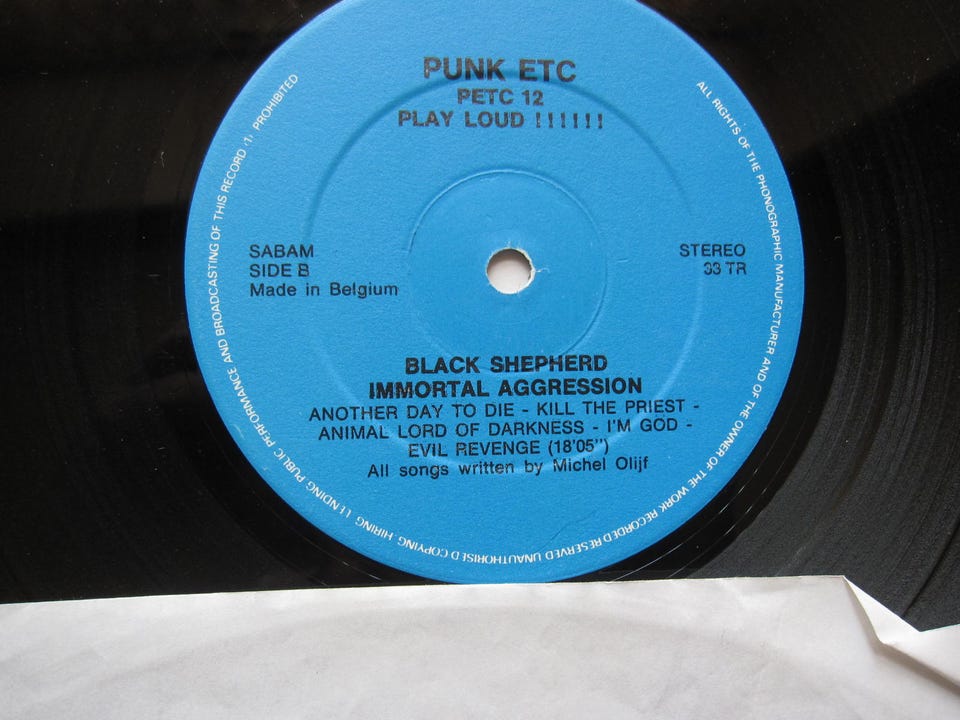 PUNK ETC
PETC 12
PLAY LOUD !!!!!!
SABAM
SIDE B
Made in Belgium
STEREO
33 TR
BLACK SHEPHERD
IMMORTAL AGGRESSION
ANOTHER DAY TO DIE - KILL THE PRIEST -
ANIMAL LORD OF DARKNESS - I'M GOD -
EVIL REVENGE (18'05")
All songs written by Michel Olijf
ALL RIGHTS OF THE PHONOGRAPHIC MANUFACTURER AND OF THE OWNER OF THE WORK RECORDED RESERVED UNAUTHORISED COPYING. HIRING. LENDING PUBLIC PERFORMANCE AND BROADCASTING OF THIS RECORD (1) PROHIBITED